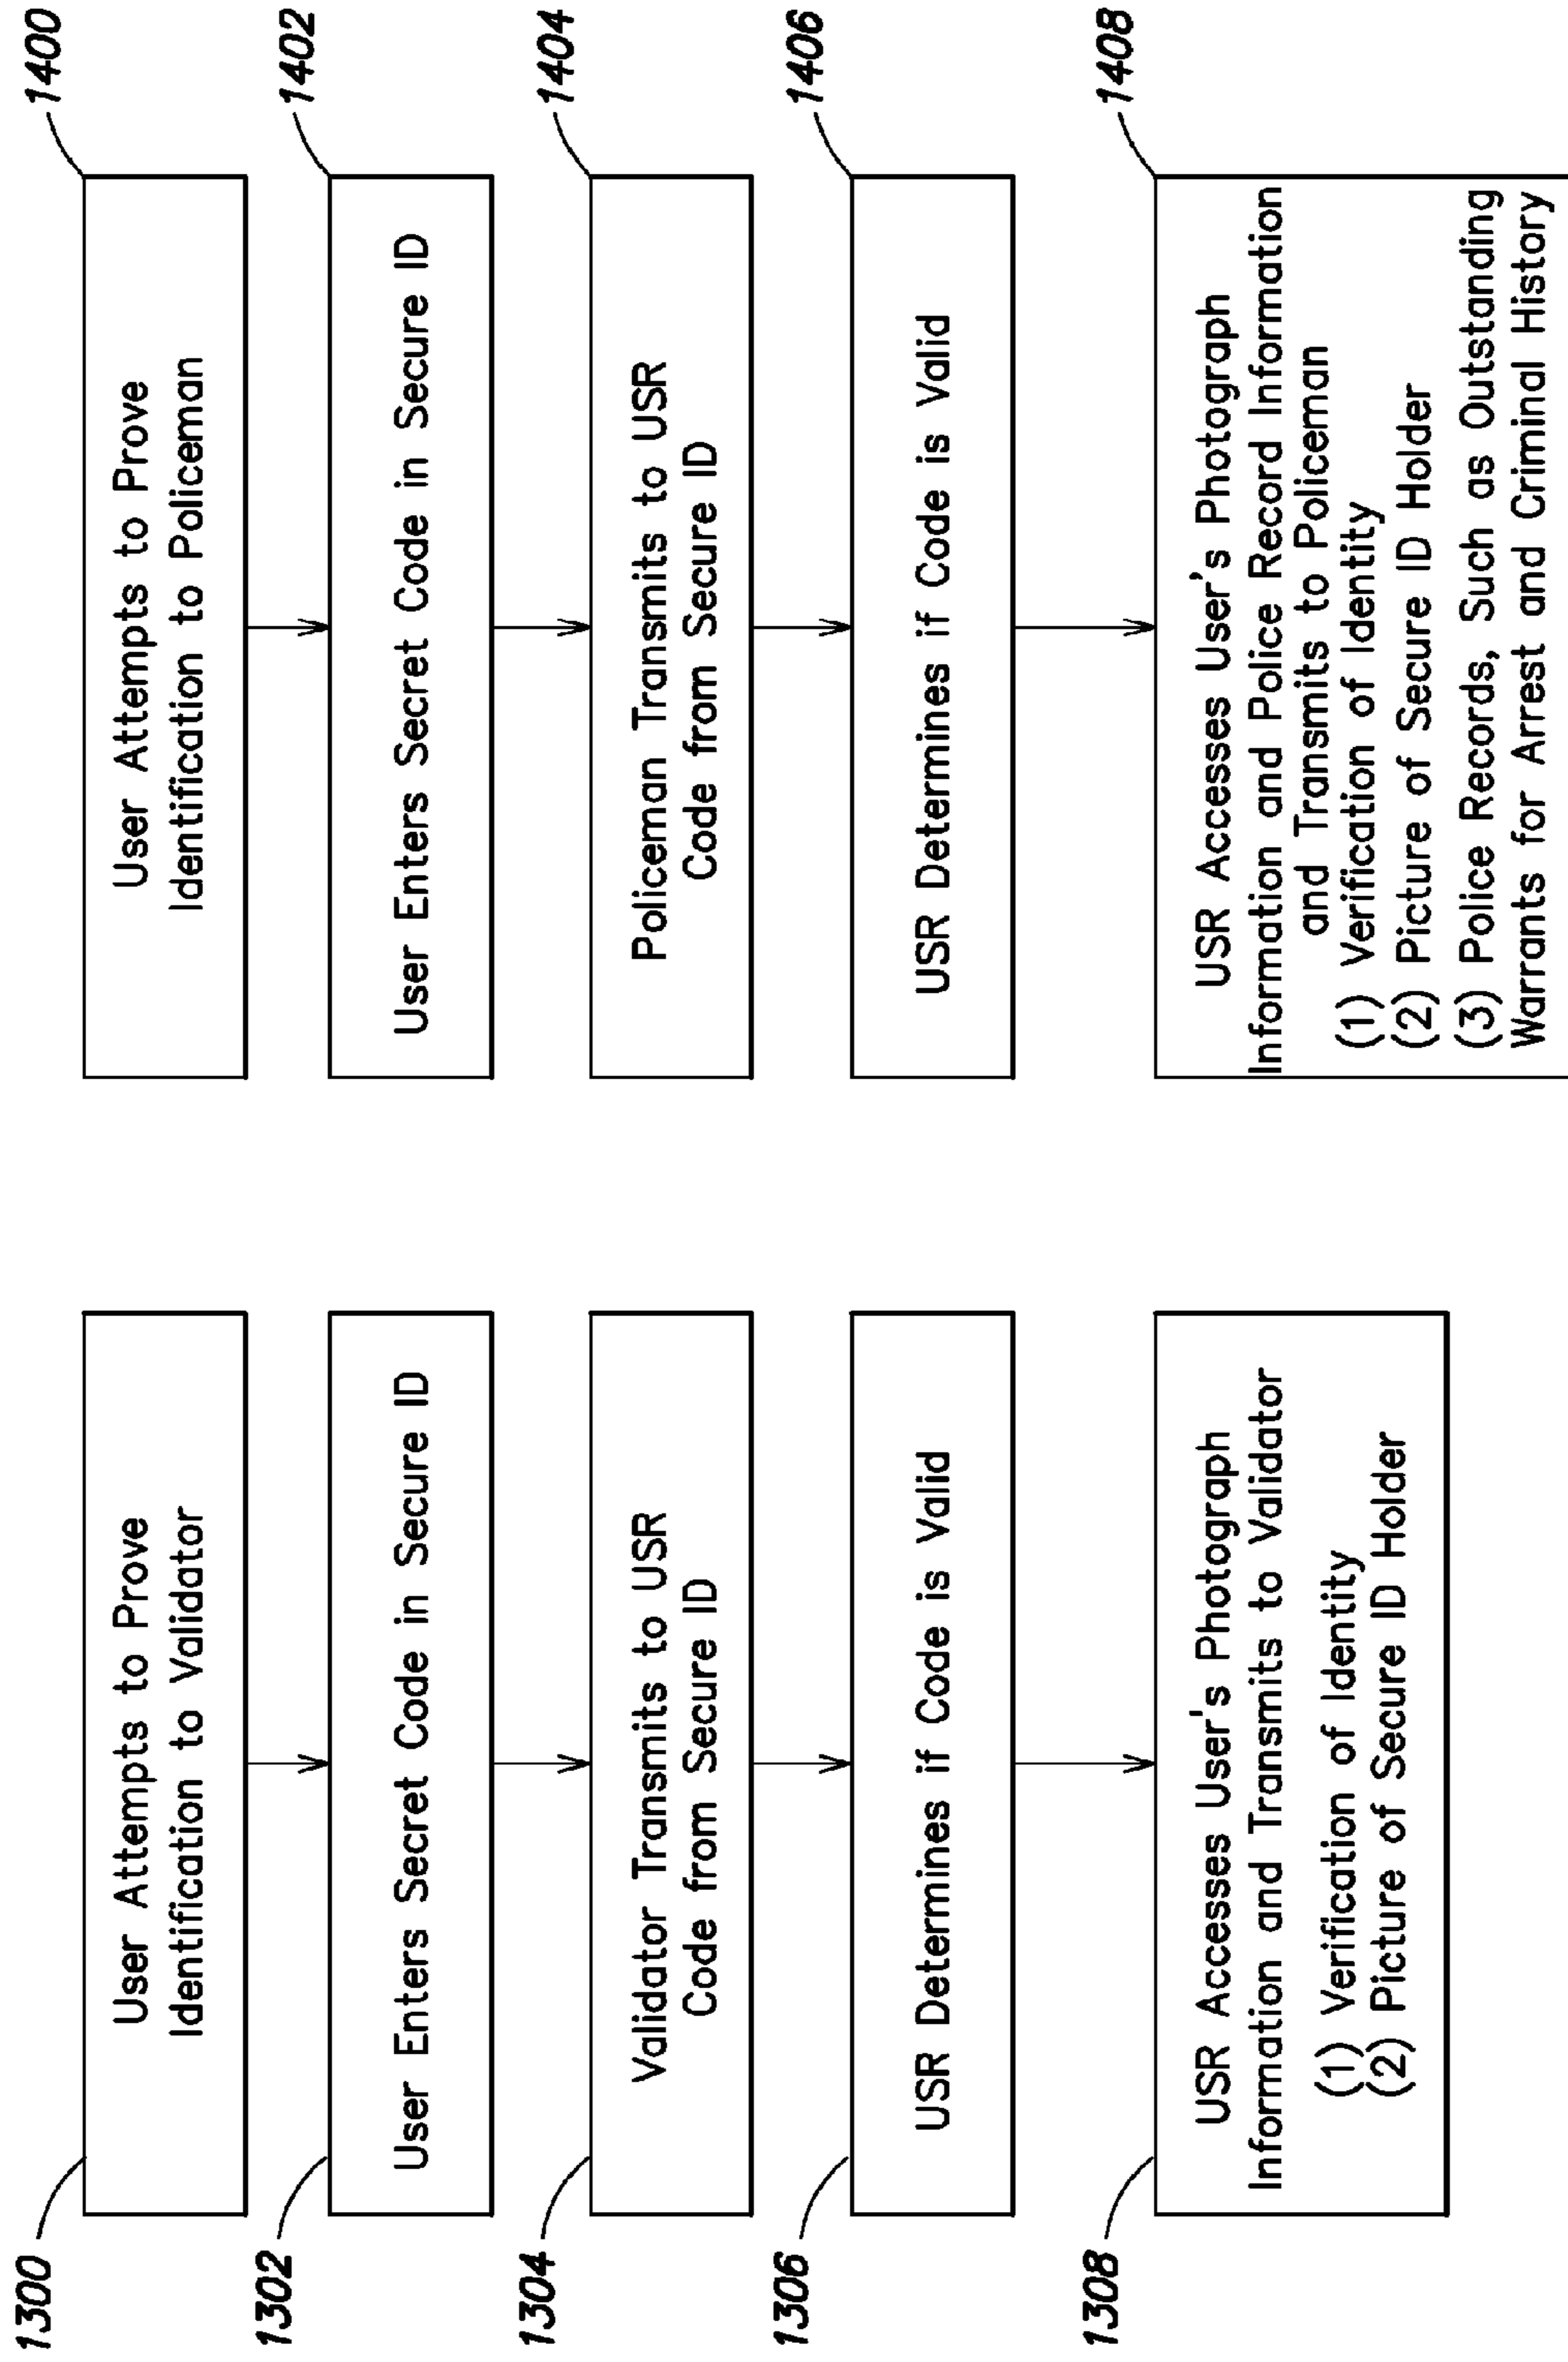 1300
User Attempts to Prove
Identification to Validator
1302
User Enters Secret Code in Secure ID
1304
Validator Transmits to USR
Code from Secure ID
1306
USR Determines if Code is Valid
1308
USR Accesses User's Photograph
Information and Transmits to Validator
(1) Verification of Identity
(2) Picture of Secure ID Holder
1400
User Attempts to Prove
Identification to Policeman
1402
User Enters Secret Code in Secure ID
1404
Policeman Transmits to USR
Code from Secure ID
1406
USR Determines if Code is Valid
1408
USR Accesses User's Photograph
Information and Police Record Information
and Transmits to Policeman
(1) Verification of Identity
(2) Picture of Secure ID Holder
(3) Police Records, Such as Outstanding
Warrants for Arrest and Criminal History